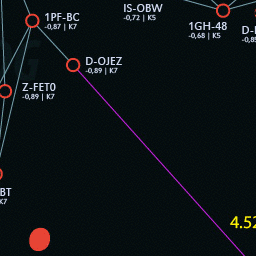 IS-OBW
-0,72 | K5
1PF-BC
-0,87 | K7
1GH-48
-0,68 | K5
D-OJEZ
-0,89 | K7
Z-FET0
-0,89 | K7
4.52